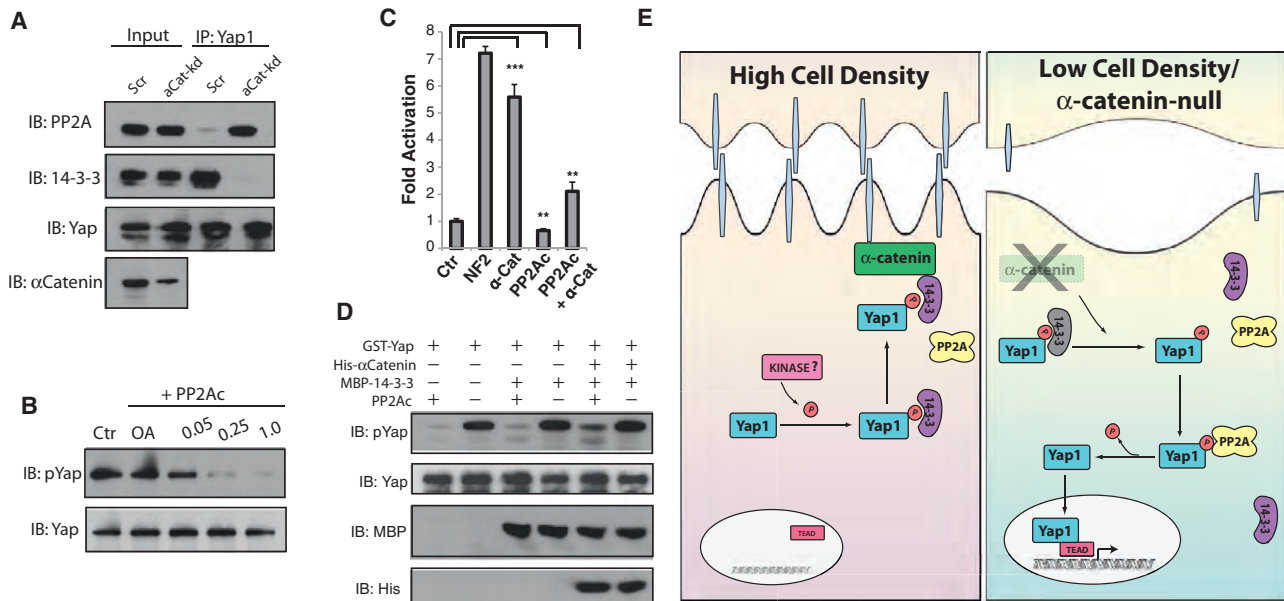 A
Input IP: Yap1
Scr aCat-kd Scr aCat-kd
IB: PP2A
IB: 14-3-3
IB: Yap
IB: αCatenin
B
+ PP2Ac
Ctr OA 0.05 0.25 1.0
IB: pYap
IB: Yap
C
Fold Activation
8
7
6
5
4
3
2
1
0
***
**
**
Ctr
NF2
α-Cat
PP2Ac
PP2Ac
+ α-Cat
D
GST-Yap + + + + + +
His-αCatenin – – – – + +
MBP-14-3-3 – – + + + +
PP2Ac + – + – + –
IB: pYap
IB: Yap
IB: MBP
IB: His
E
High Cell Density
α-catenin
Yap1
P
14-3-3
PP2A
KINASE ?
P
Yap1
Yap1
P
14-3-3
TEAD
Low Cell Density/
α-catenin-null
α-catenin
14-3-3
Yap1
P
14-3-3
Yap1
P
PP2A
P
Yap1
Yap1
P
PP2A
Yap1
TEAD
14-3-3